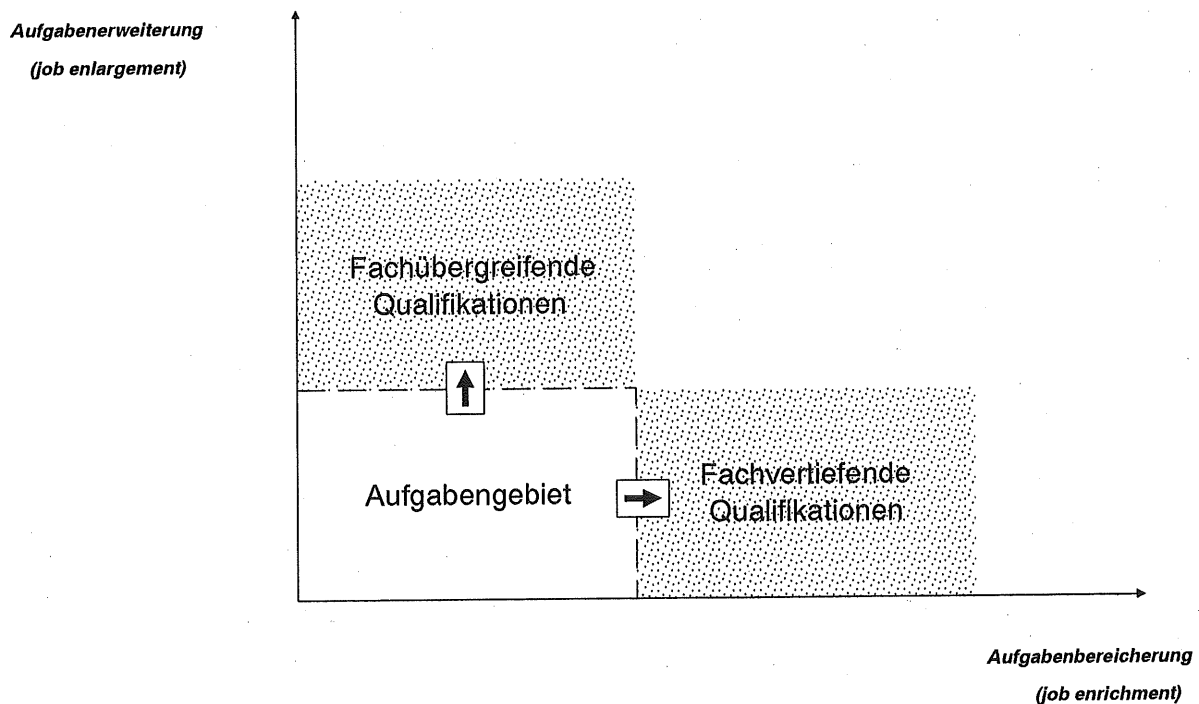 Aufgabenerweiterung
(job enlargement)
Fachübergreifende
Qualifikationen
Aufgabengebiet
Fachvertiefende
Qualifikationen
Aufgabenbereicherung
(job enrichment)